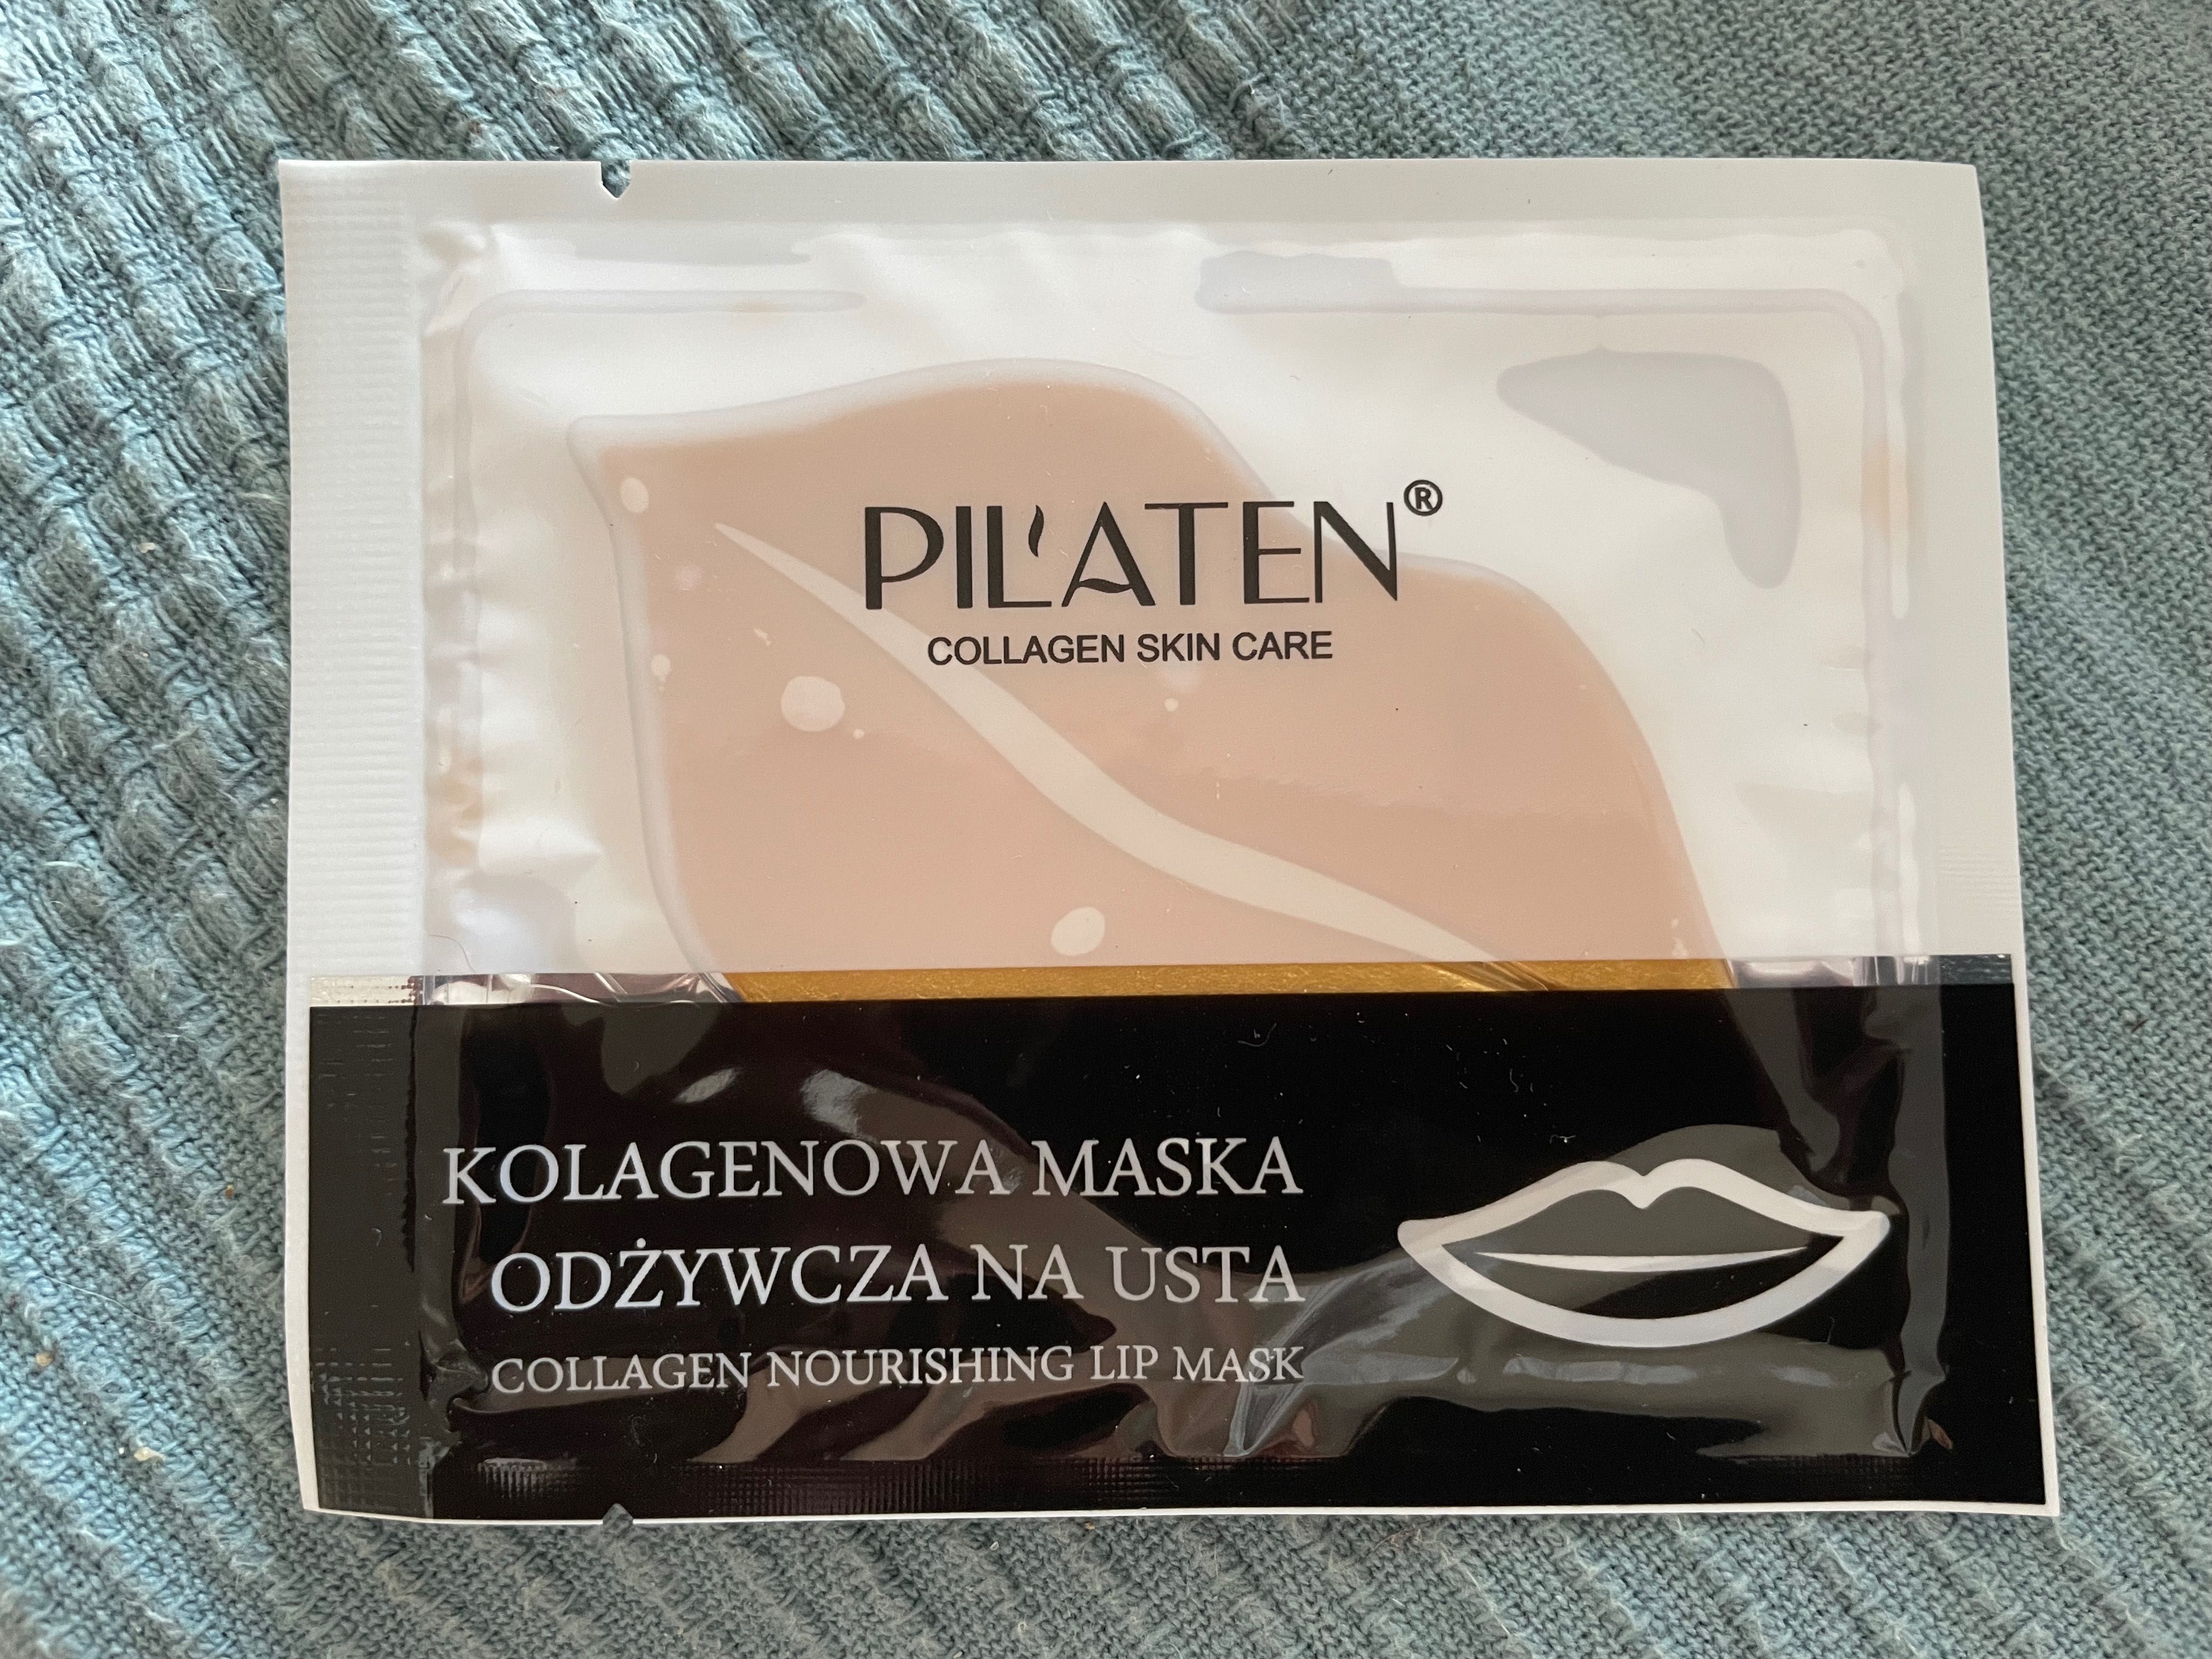 PIL'ATEN®
COLLAGEN SKIN CARE
KOLAGENOWA MASKA
ODŻYWCZA NA USTA
COLLAGEN NOURISHING LIP MASK